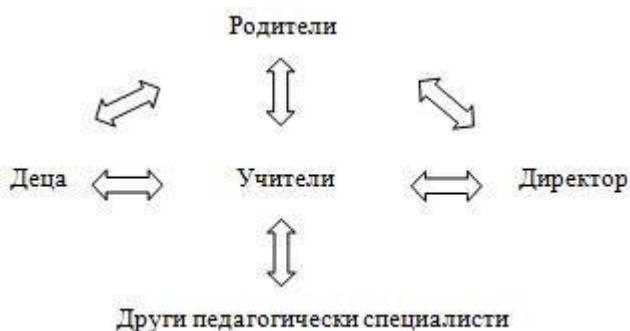 Родители
Деца Учители Директор
Други педагогически специалисти